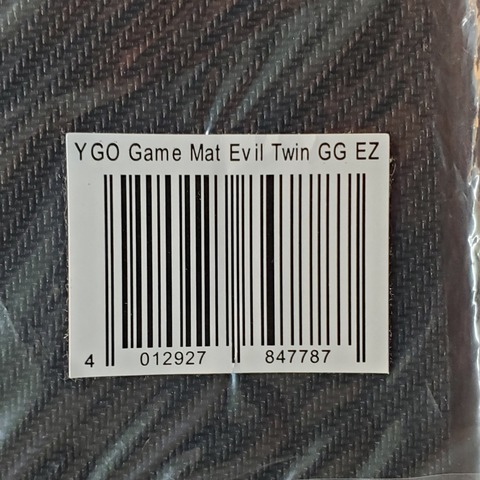 YGO Game Mat Evil Twin GG EZ
4 012927 847787